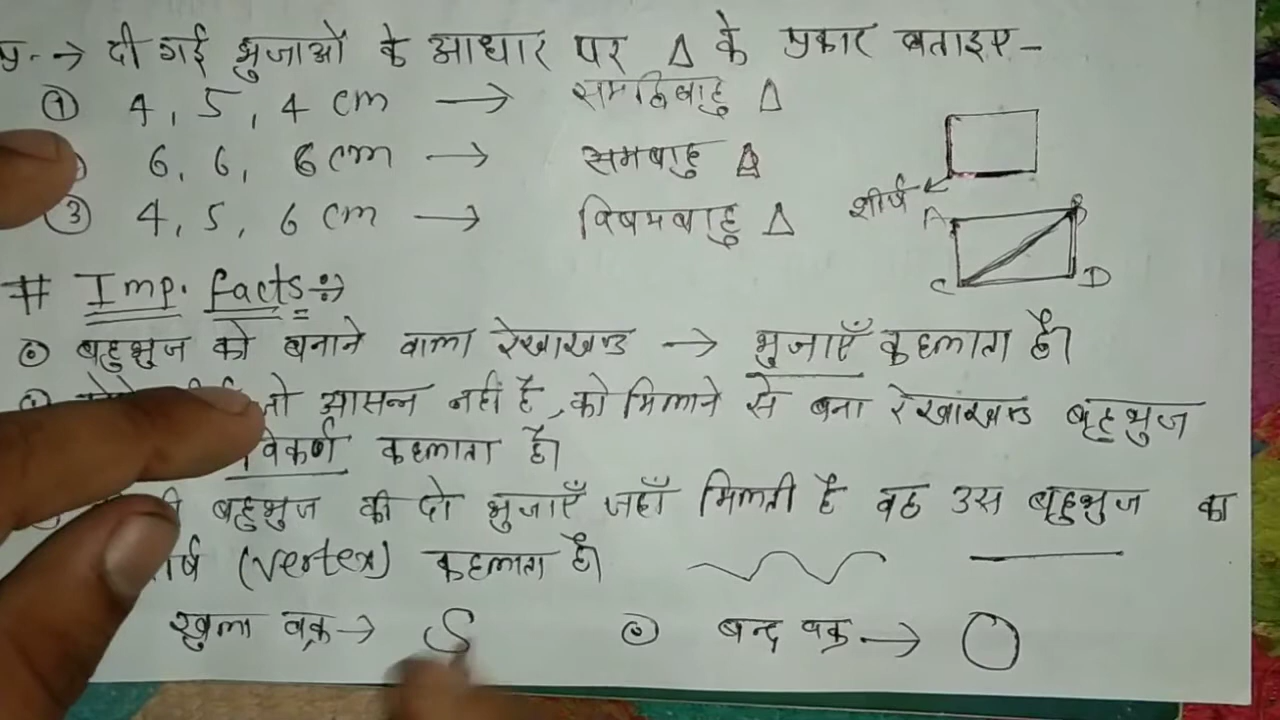 प्र.→ दी गई भुजाओं के आधार पर Δ के प्रकार बताइए–
① 4, 5, 4 cm → समद्विबाहु Δ
6, 6, 6 cm → समबाहु Δ
③ 4, 5, 6 cm → विषमबाहु Δ
शीर्ष
A B
C D
# Imp. facts :→
बहुभुज को बनाने वाला रेखाखण्ड → भुजाएँ कहलाता है।
जो आसन्न नहीं है, को मिलाने से बना रेखाखण्ड बहुभुज
विकर्ण कहलाता है।
बहुभुज की दो भुजाएँ जहाँ मिलती है वह उस बहुभुज का
(vertex) कहलाता है।
खुला वक्र →
बन्द वक्र →